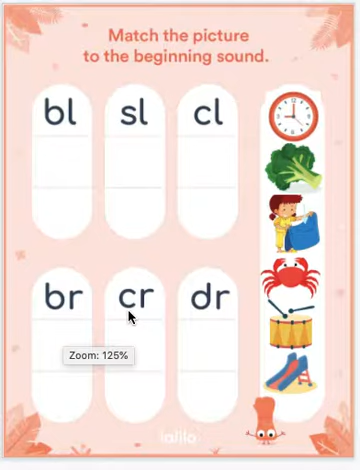 Match the picture
to the beginning sound.
bl sl cl
br cr dr
Zoom: 125%
lalilo